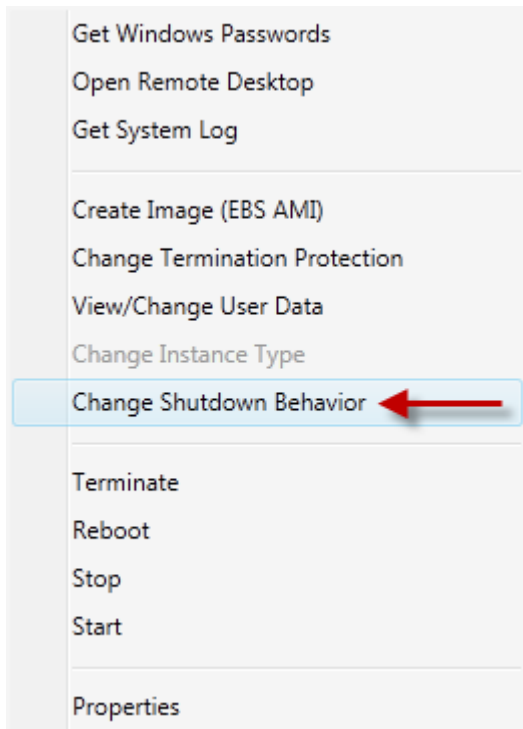 Get Windows Passwords
Open Remote Desktop
Get System Log
Create Image (EBS AMI)
Change Termination Protection
View/Change User Data
Change Instance Type
Change Shutdown Behavior
Terminate
Reboot
Stop
Start
Properties